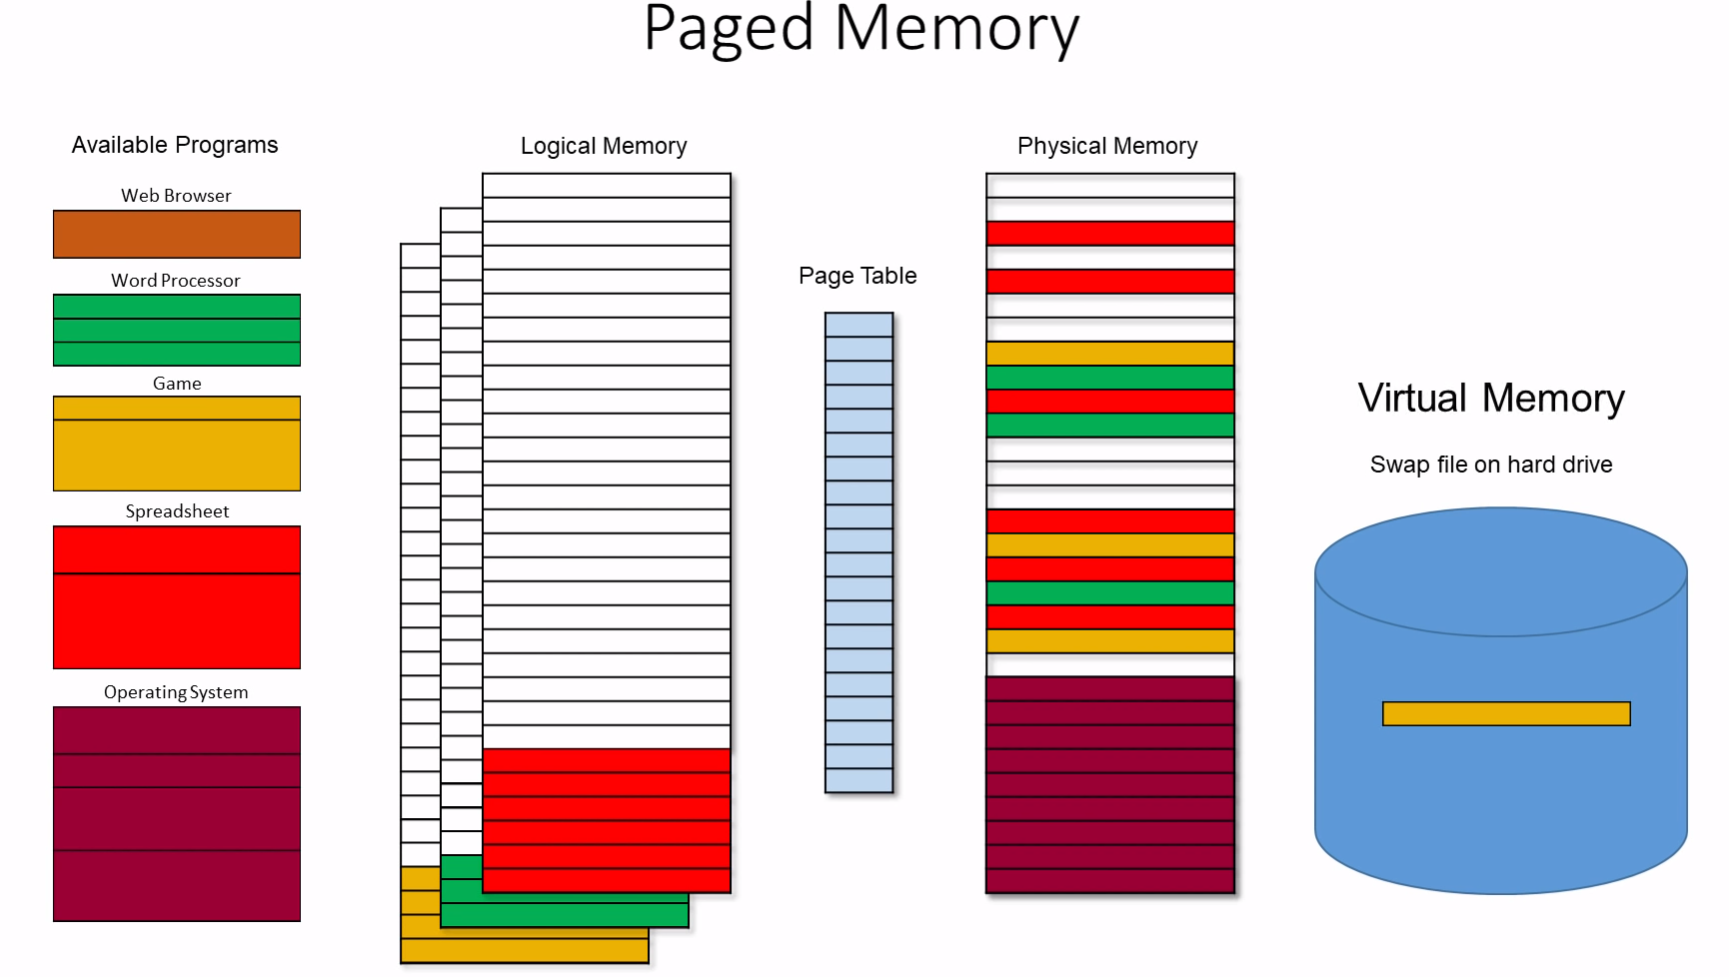 Paged Memory
Available Programs
Web Browser
Word Processor
Game
Spreadsheet
Operating System
Logical Memory
Page Table
Physical Memory
Virtual Memory
Swap file on hard drive